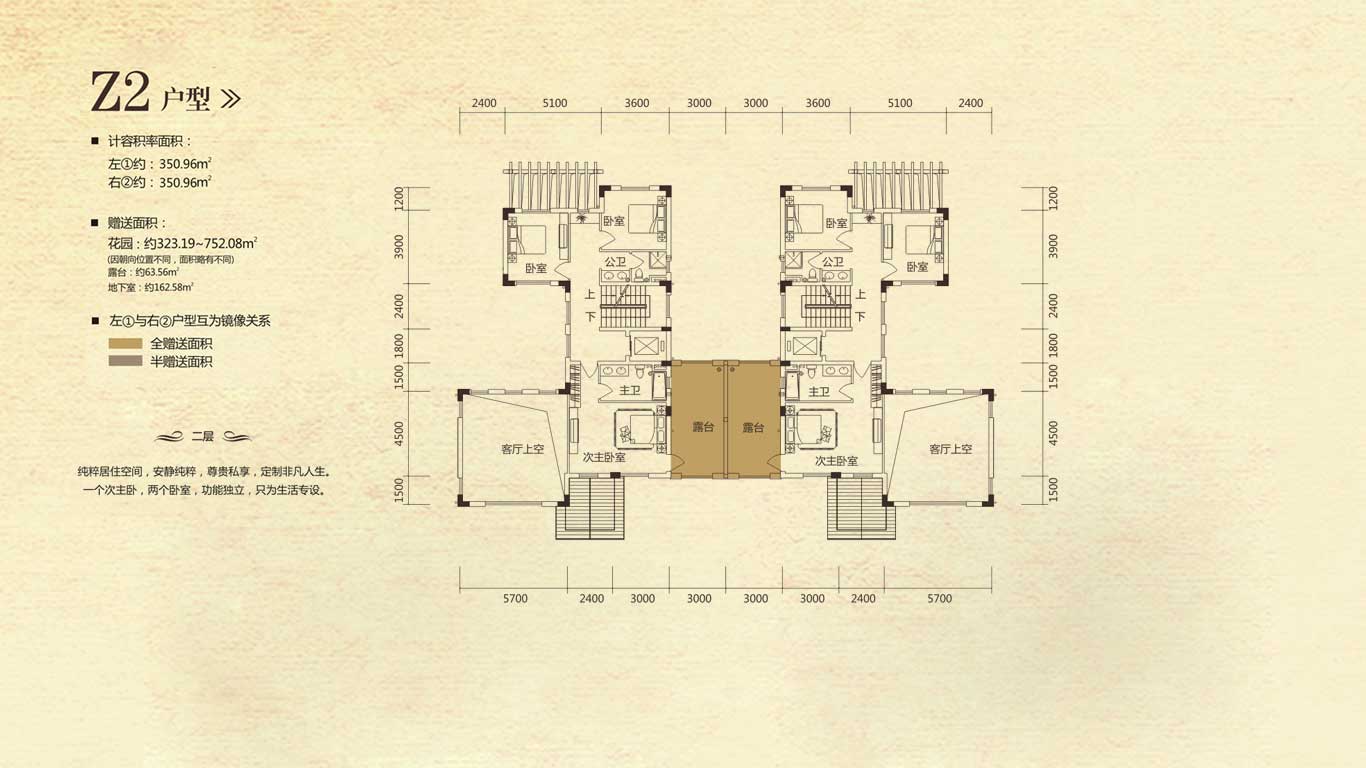 Z2 户型
■ 计容积率面积：
左①约：350.96m²
右②约：350.96m²
■ 赠送面积：
花园：约323.19~752.08m²
(因朝向位置不同，面积略有不同)
露台：约63.56m²
地下室：约162.58m²
■ 左①与右②户型互为镜像关系
全赠送面积
半赠送面积
二层
纯粹居住空间，安静纯粹，尊贵私享，定制非凡人生。
一个次主卧，两个卧室，功能独立，只为生活专设。
2400 5100 3600 3000 3000 3600 5100 2400
1200 3900 2400 1800 1500 4500 1500
卧室 卧室
卧室 卧室
公卫 公卫
上 上
下 下
主卫 主卫
露台 露台
客厅上空 次主卧室 次主卧室 客厅上空
1200 3900 2400 1800 1500 4500 1500
5700 2400 3000 3000 3000 3000 2400 5700